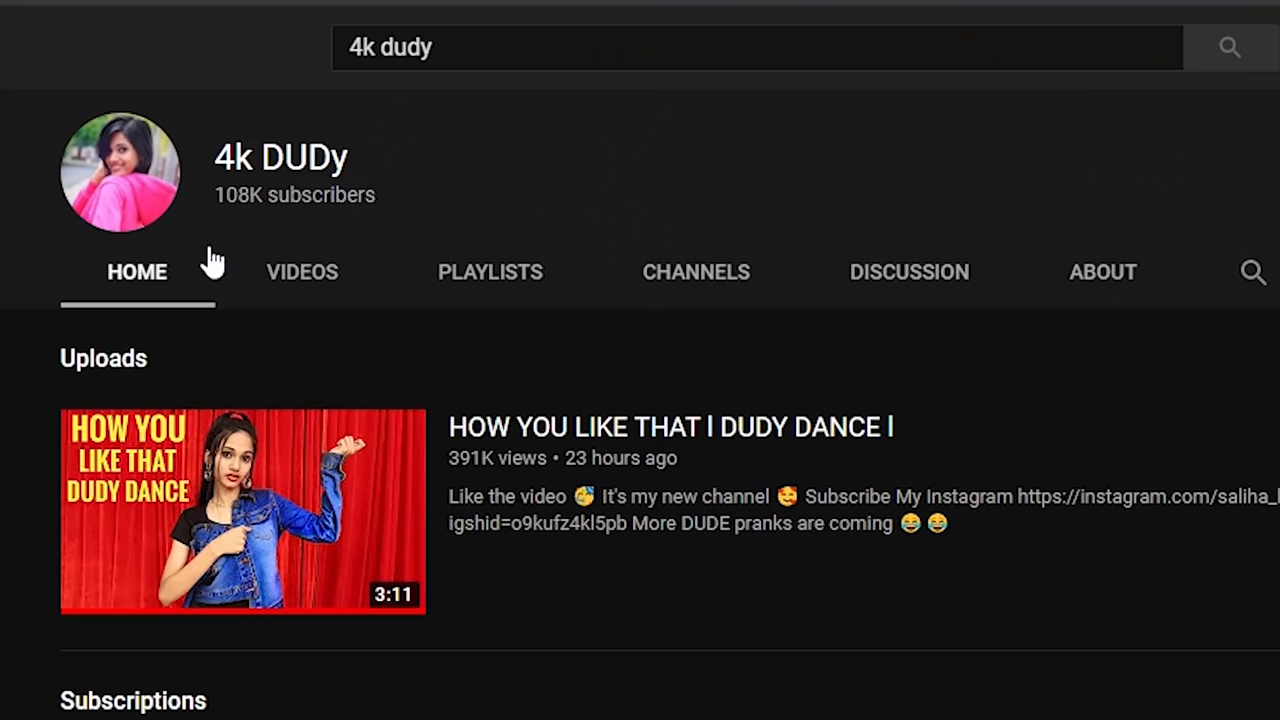 4k dudy
4k DUDy
108K subscribers
HOME VIDEOS PLAYLISTS CHANNELS DISCUSSION ABOUT
Uploads
HOW YOU
LIKE THAT
DUDY DANCE
3:11
HOW YOU LIKE THAT l DUDY DANCE l
391K views • 23 hours ago
Like the video 🥳 It's my new channel 🥰 Subscribe My Instagram https://instagram.com/saliha_
igshid=o9kufz4kl5pb More DUDE pranks are coming 😂 😂
Subscriptions